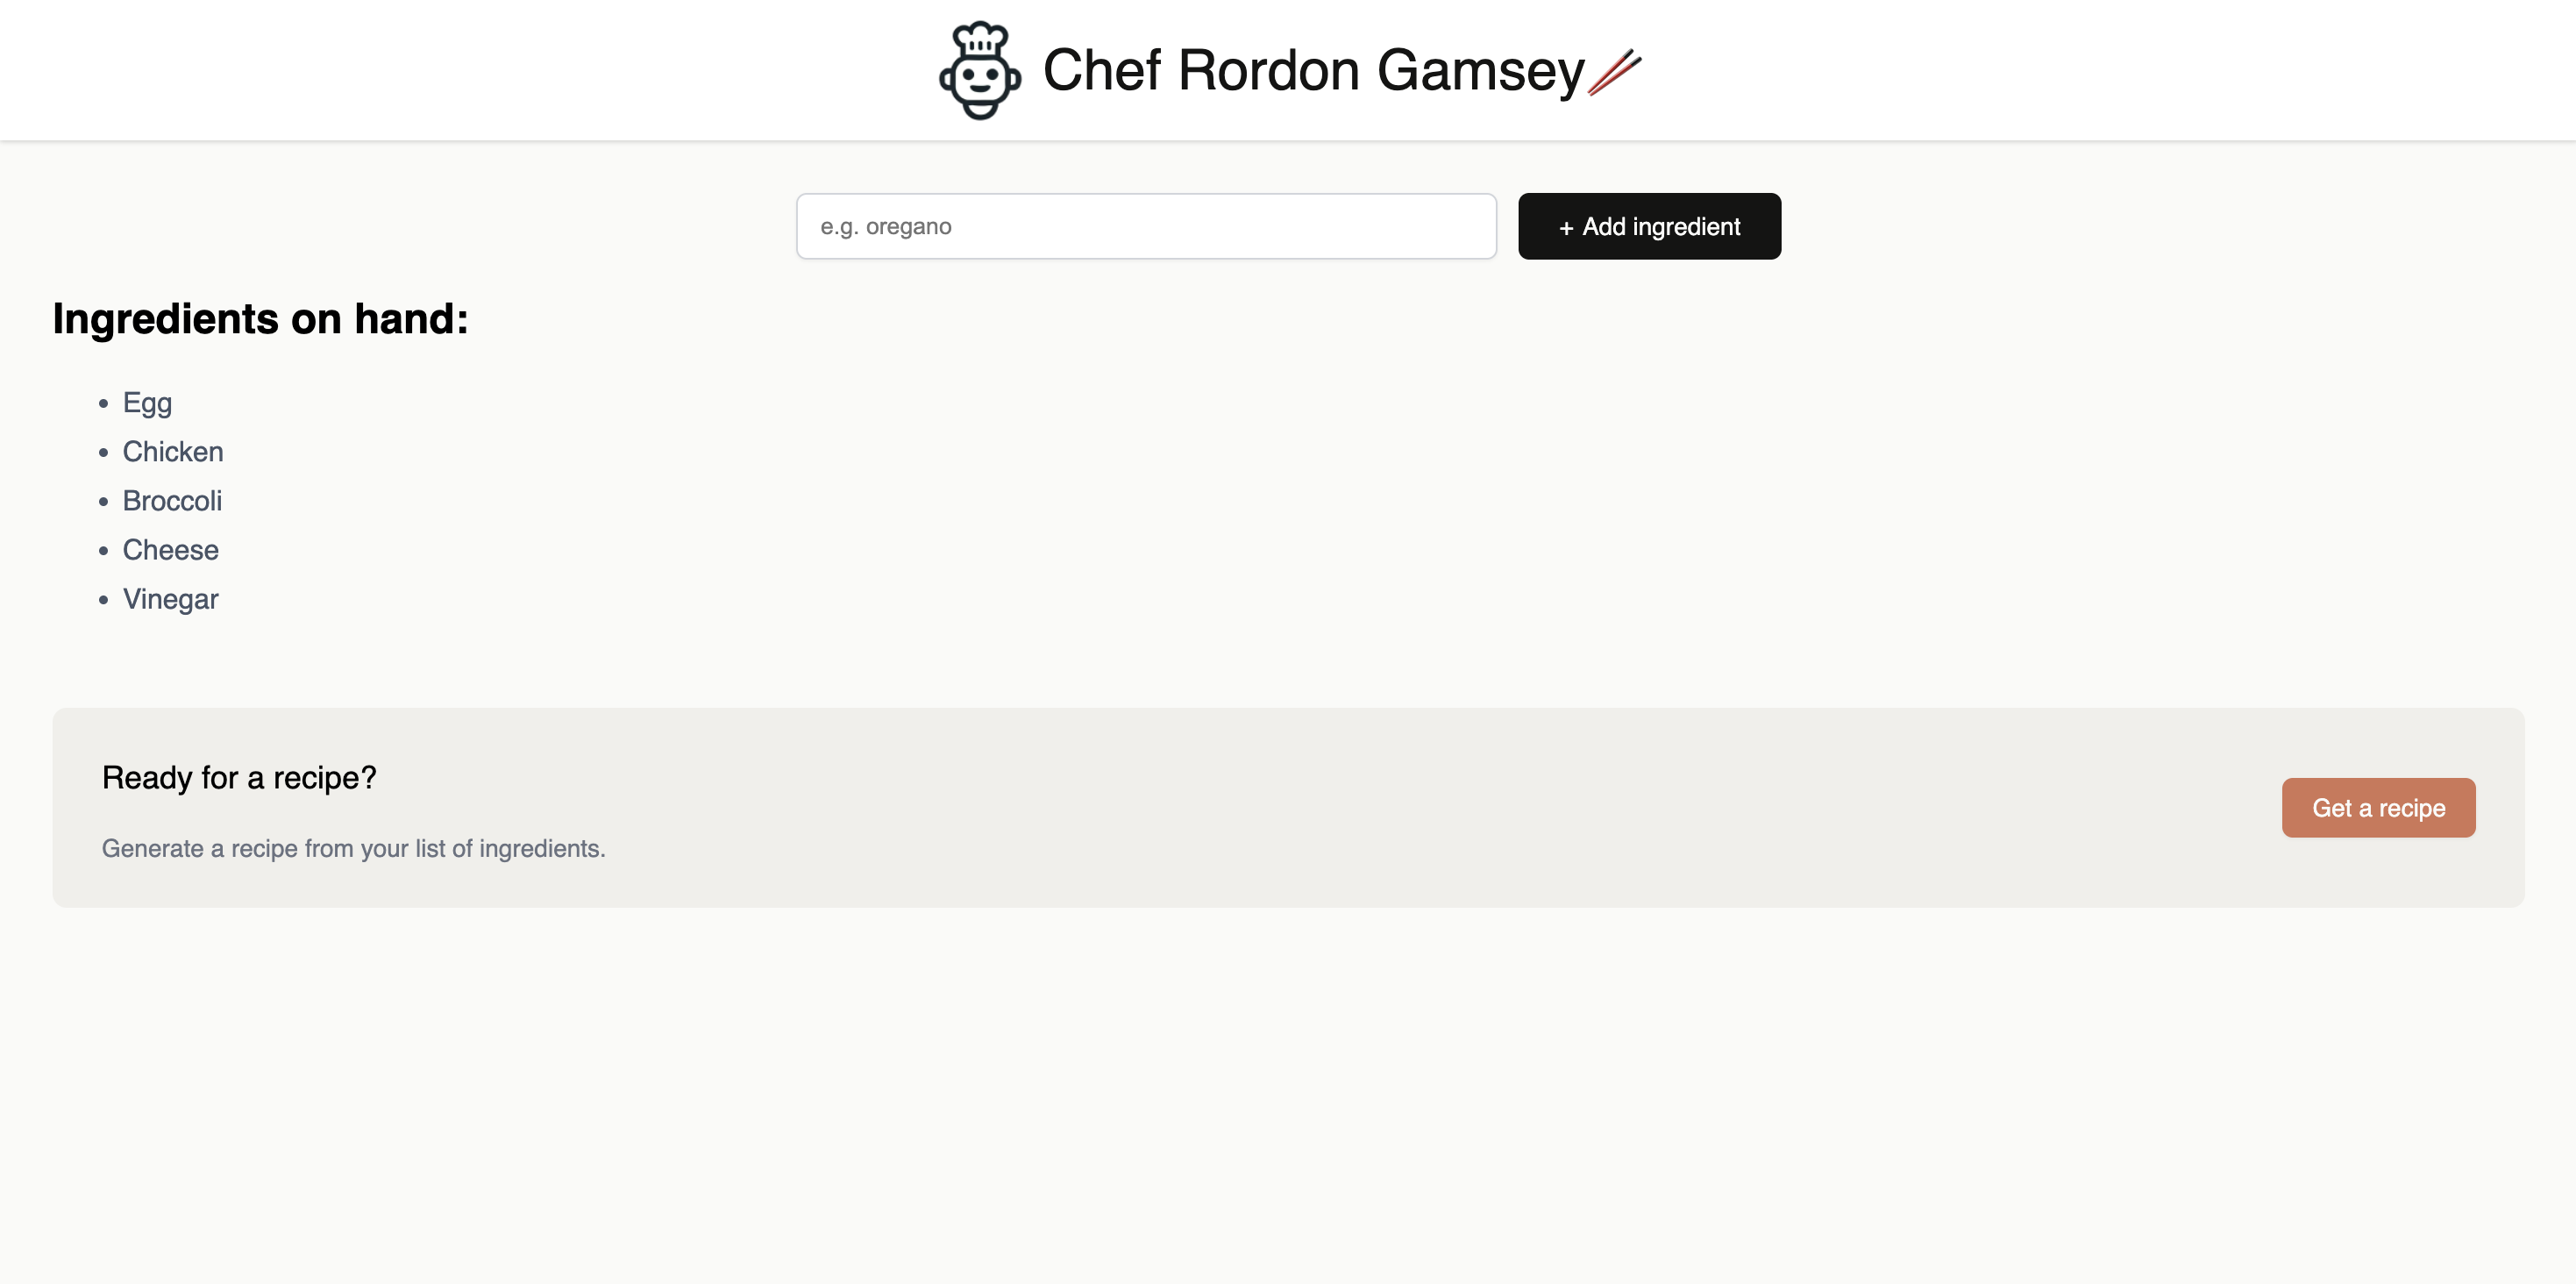 Chef Rordon Gamsey🥢
e.g. oregano
+ Add ingredient
Ingredients on hand:
• Egg
• Chicken
• Broccoli
• Cheese
• Vinegar
Ready for a recipe?
Generate a recipe from your list of ingredients.
Get a recipe